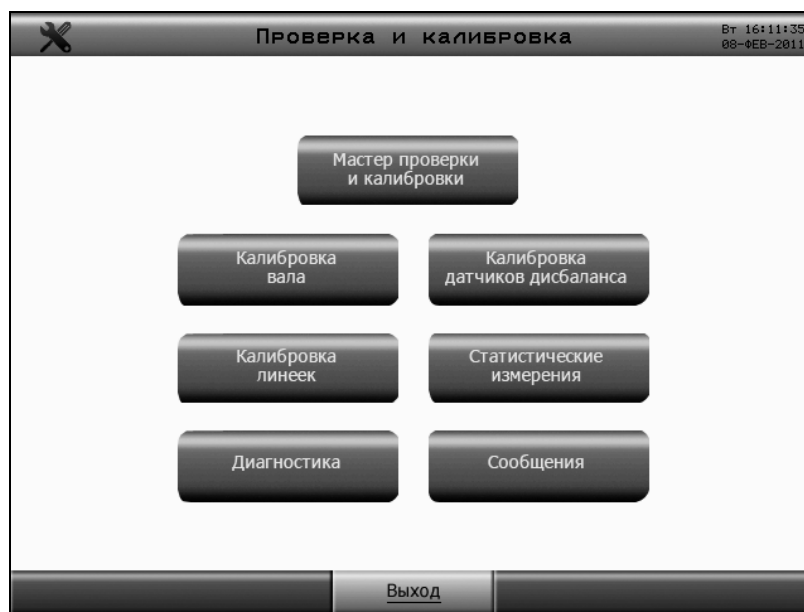 Проверка и калибровка
Вт 16:11:35
08-ФЕВ-2011
Мастер проверки
и калибровки
Калибровка
вала
Калибровка
датчиков дисбаланса
Калибровка
линеек
Статистические
измерения
Диагностика
Сообщения
Выход